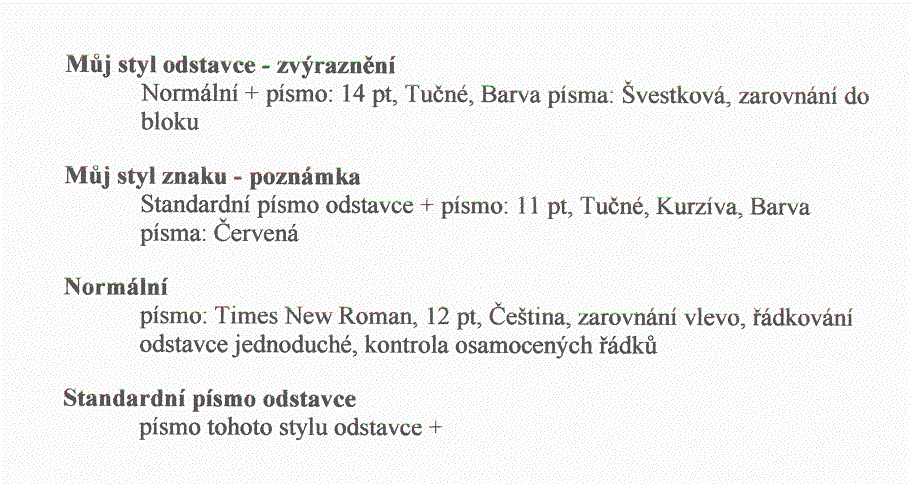 Můj styl odstavce - zvýraznění
Normální + písmo: 14 pt, Tučné, Barva písma: Švestková, zarovnání do
bloku
Můj styl znaku - poznámka
Standardní písmo odstavce + písmo: 11 pt, Tučné, Kurzíva, Barva
písma: Červená
Normální
písmo: Times New Roman, 12 pt, Čeština, zarovnání vlevo, řádkování
odstavce jednoduché, kontrola osamocených řádků
Standardní písmo odstavce
písmo tohoto stylu odstavce +